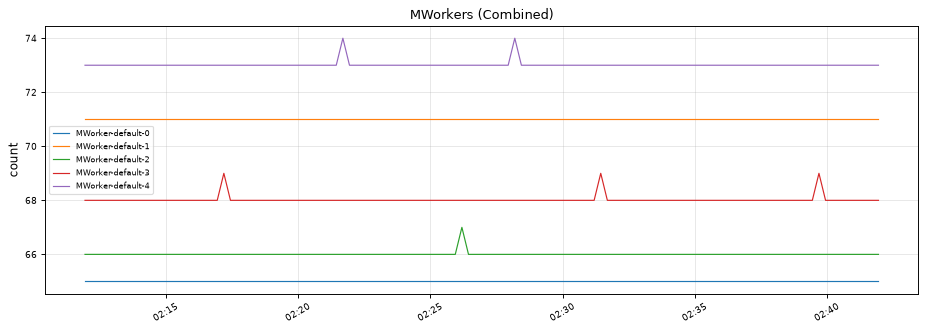 MWorkers (Combined)
count
74
72
70
68
66
MWorker-default-0
MWorker-default-1
MWorker-default-2
MWorker-default-3
MWorker-default-4
02:15
02:20
02:25
02:30
02:35
02:40